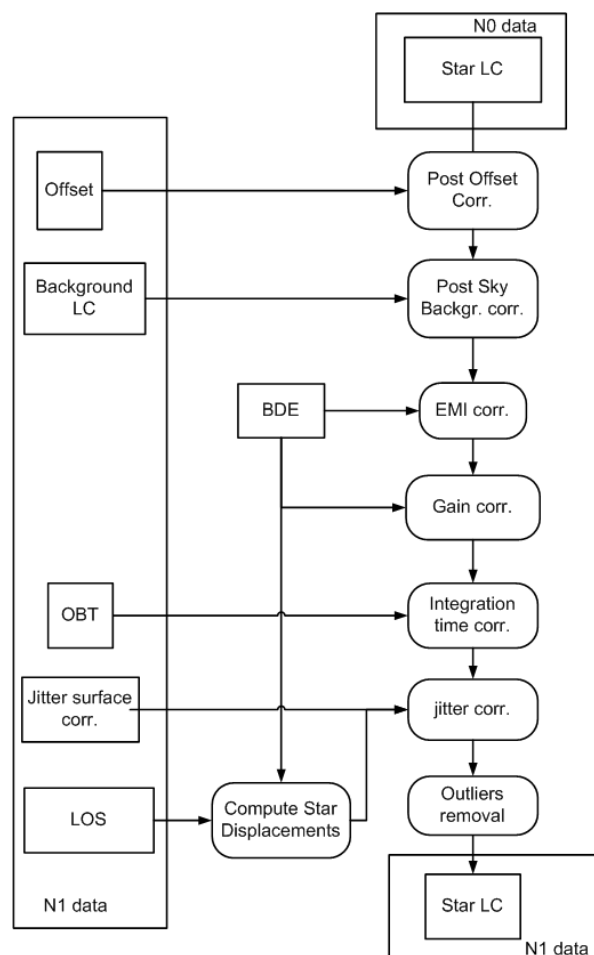 N0 data
Star LC
Offset
Post Offset
Corr.
Background
LC
Post Sky
Backgr. corr.
BDE
EMI corr.
Gain corr.
OBT
Integration
time corr.
Jitter surface
corr.
jitter corr.
LOS
Compute Star
Displacements
Outliers
removal
Star LC
N1 data
N1 data